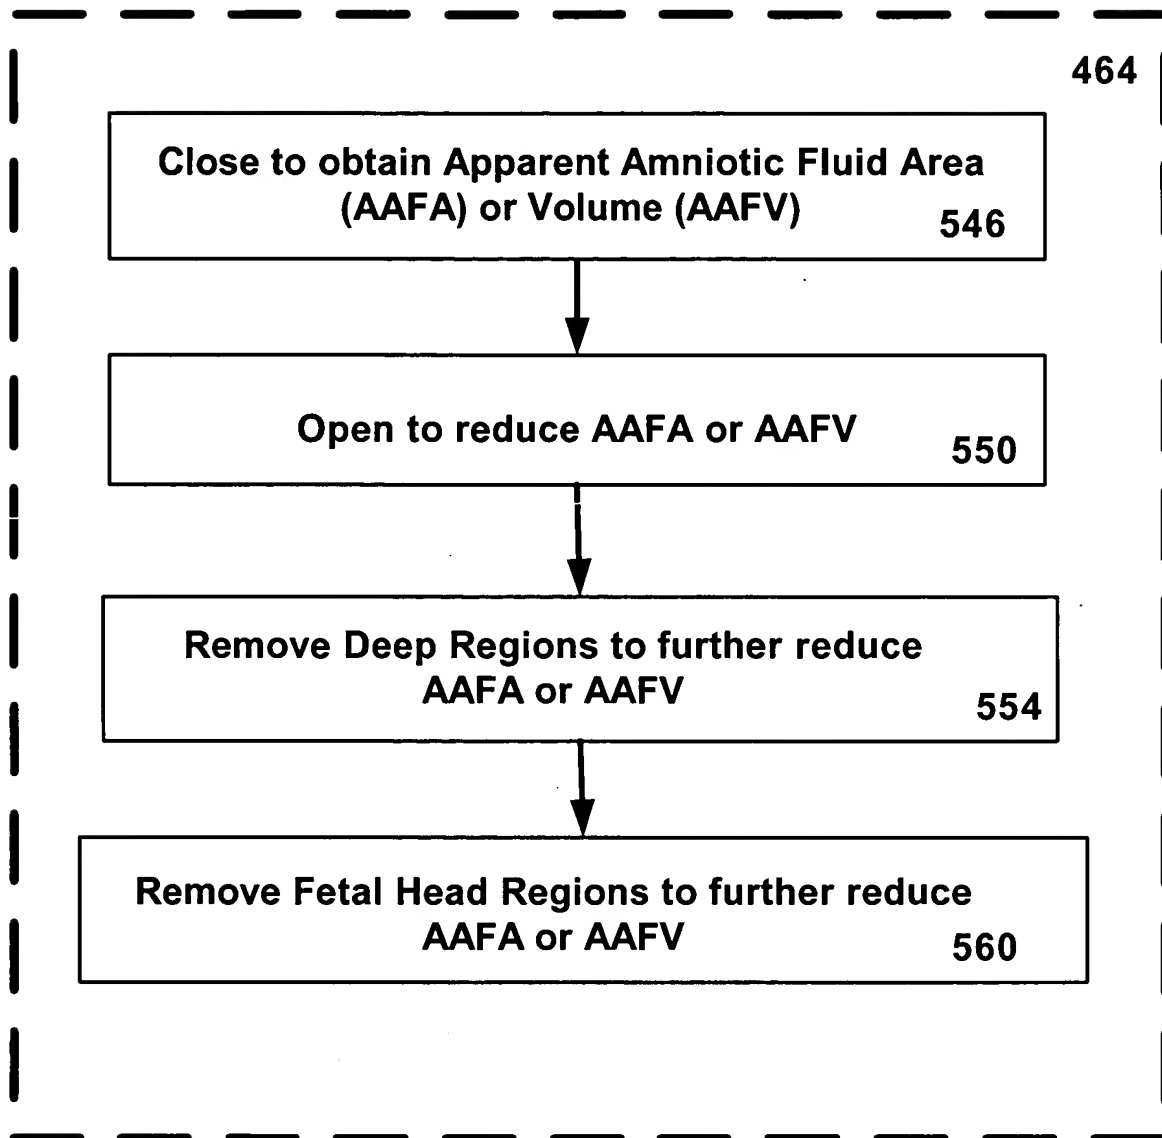 464
Close to obtain Apparent Amniotic Fluid Area
(AAFA) or Volume (AAFV)
546
Open to reduce AAFA or AAFV
550
Remove Deep Regions to further reduce
AAFA or AAFV
554
Remove Fetal Head Regions to further reduce
AAFA or AAFV
560